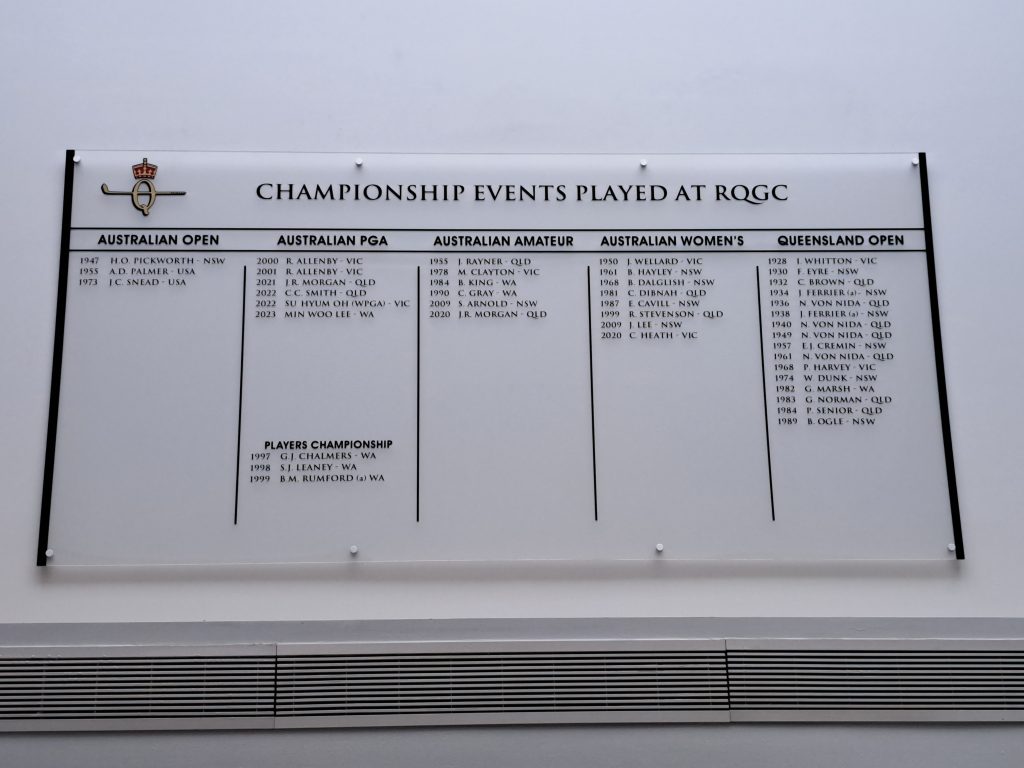 Q
CHAMPIONSHIP EVENTS PLAYED AT RQGC
AUSTRALIAN OPEN
1947 H.O. PICKWORTH - NSW
1955 A.D. PALMER - USA
1973 J.C. SNEAD - USA
AUSTRALIAN PGA
2000 R. ALLENBY - VIC
2001 R. ALLENBY - VIC
2021 J.R. MORGAN - QLD
2022 C.C. SMITH - QLD
2022 SU HYUM OH (WPGA) - VIC
2023 MIN WOO LEE - WA
PLAYERS CHAMPIONSHIP
1997 G.J. CHALMERS - WA
1998 S.J. LEANEY - WA
1999 B.M. RUMFORD (a) WA
AUSTRALIAN AMATEUR
1955 J. RAYNER - QLD
1978 M. CLAYTON - VIC
1984 B. KING - WA
1990 C. GRAY - WA
2009 S. ARNOLD - NSW
2020 J.R. MORGAN - QLD
AUSTRALIAN WOMEN'S
1950 J. WELLARD - VIC
1961 B. HAYLEY - NSW
1968 B. DALGLISH - NSW
1981 C. DIBNAH - QLD
1987 E. CAVILL - NSW
1999 R. STEVENSON - QLD
2009 J. LEE - NSW
2020 C. HEATH - VIC
QUEENSLAND OPEN
1928 I. WHITTON - VIC
1930 F. EYRE - NSW
1932 C. BROWN - QLD
1934 J. FERRIER (a) - NSW
1936 N. VON NIDA - QLD
1938 J. FERRIER (a) - NSW
1940 N. VON NIDA - QLD
1949 N. VON NIDA - QLD
1957 E.J. CREMIN - NSW
1961 N. VON NIDA - QLD
1968 P. HARVEY - VIC
1974 W. DUNK - NSW
1982 G. MARSH - WA
1983 G. NORMAN - QLD
1984 P. SENIOR - QLD
1989 B. OGLE - NSW